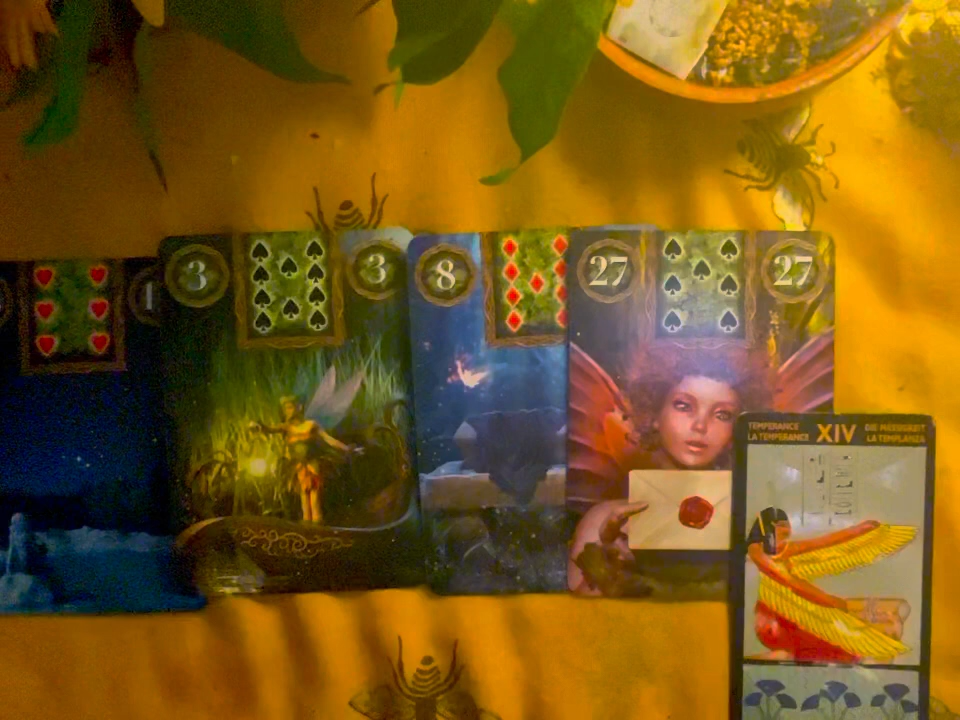 3 3
8
27 27
TEMPERANCE XIV DIE MÄSSIGKEIT
LA TEMPERANCE LA TEMPLANZA